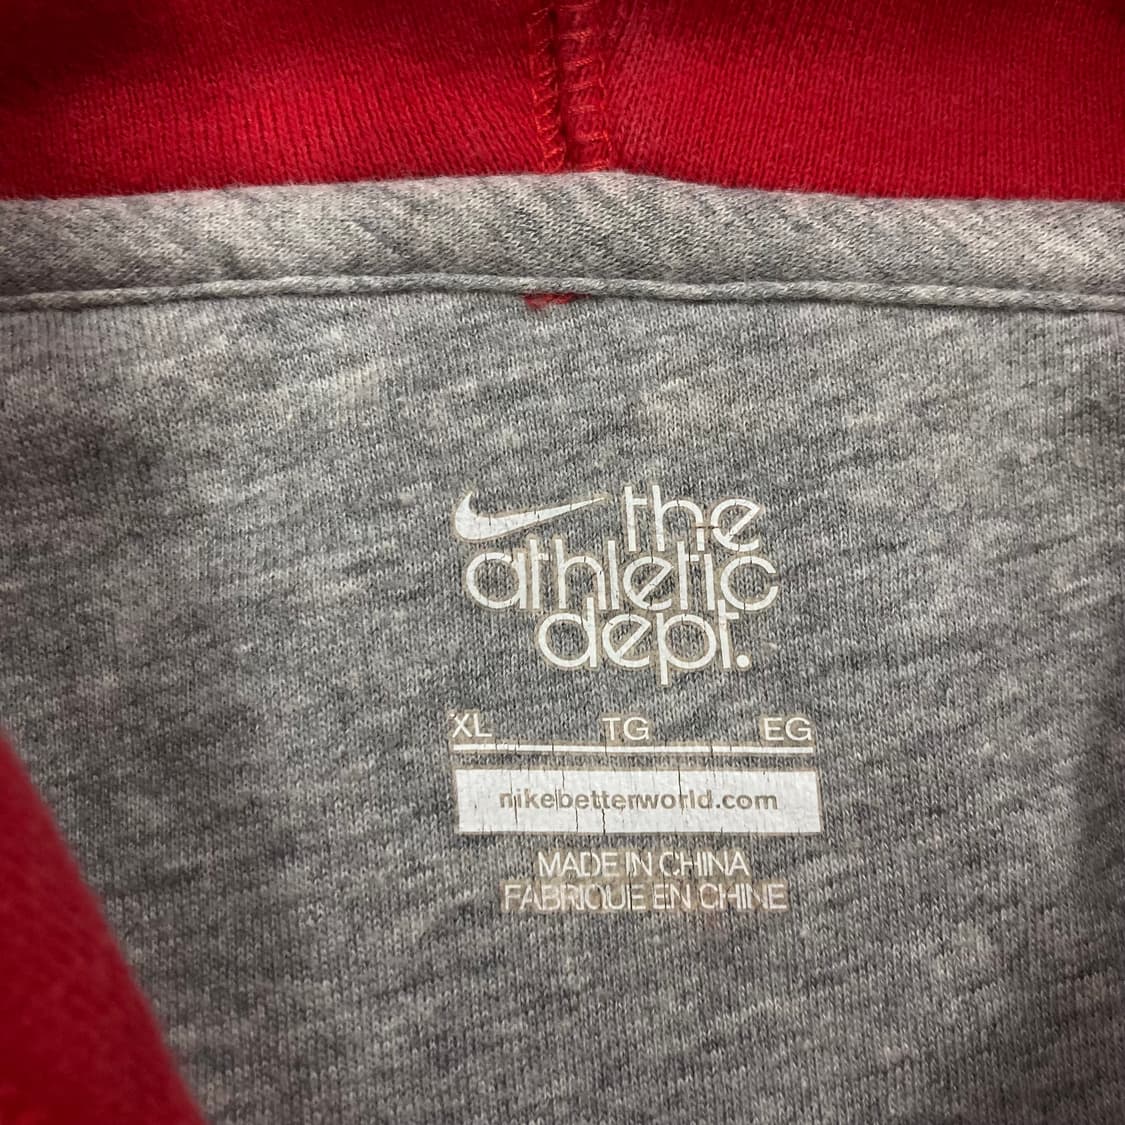 the
athletic
dept.
XL TG EG
nikebetterworld.com
MADE IN CHINA
FABRIQUE EN CHINE